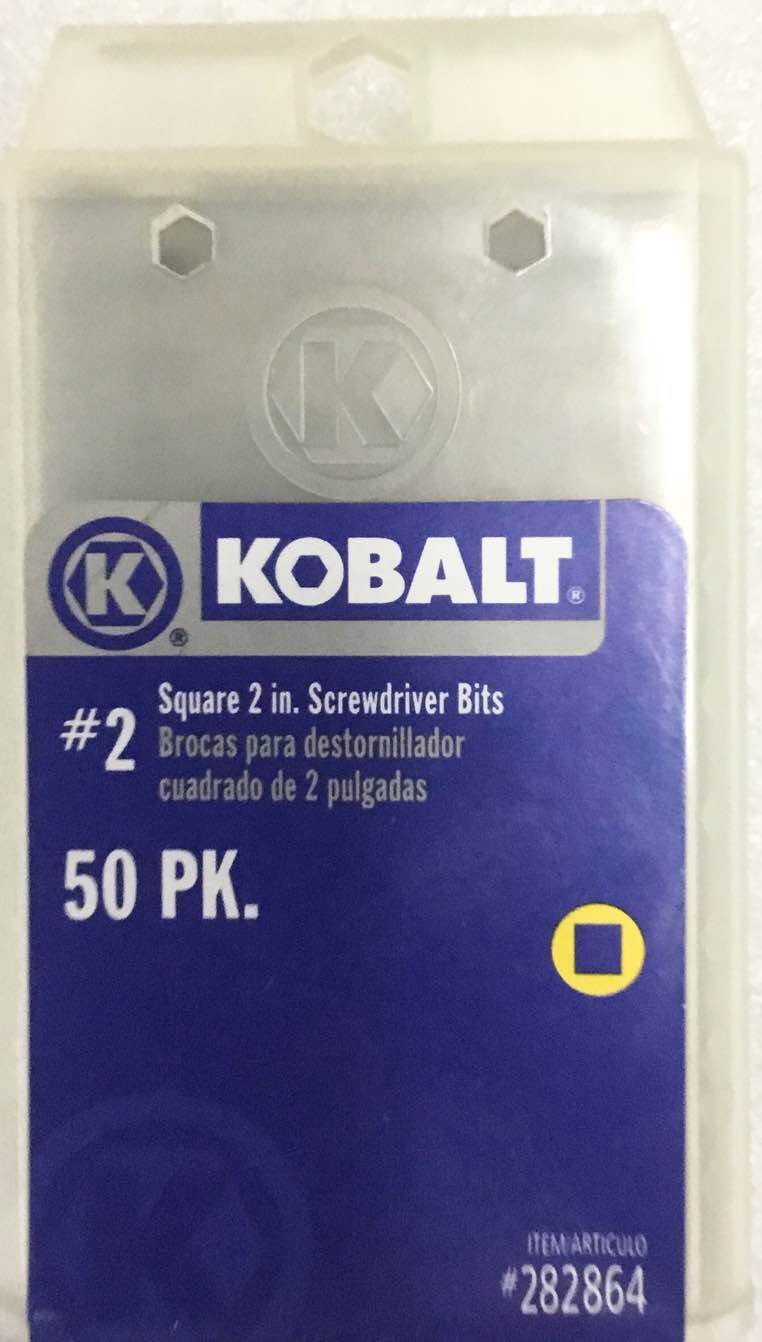 K
K
®
KOBALT®
#2
Square 2 in. Screwdriver Bits
Brocas para destornillador
cuadrado de 2 pulgadas
50 PK.
ITEM/ARTICULO
#282864